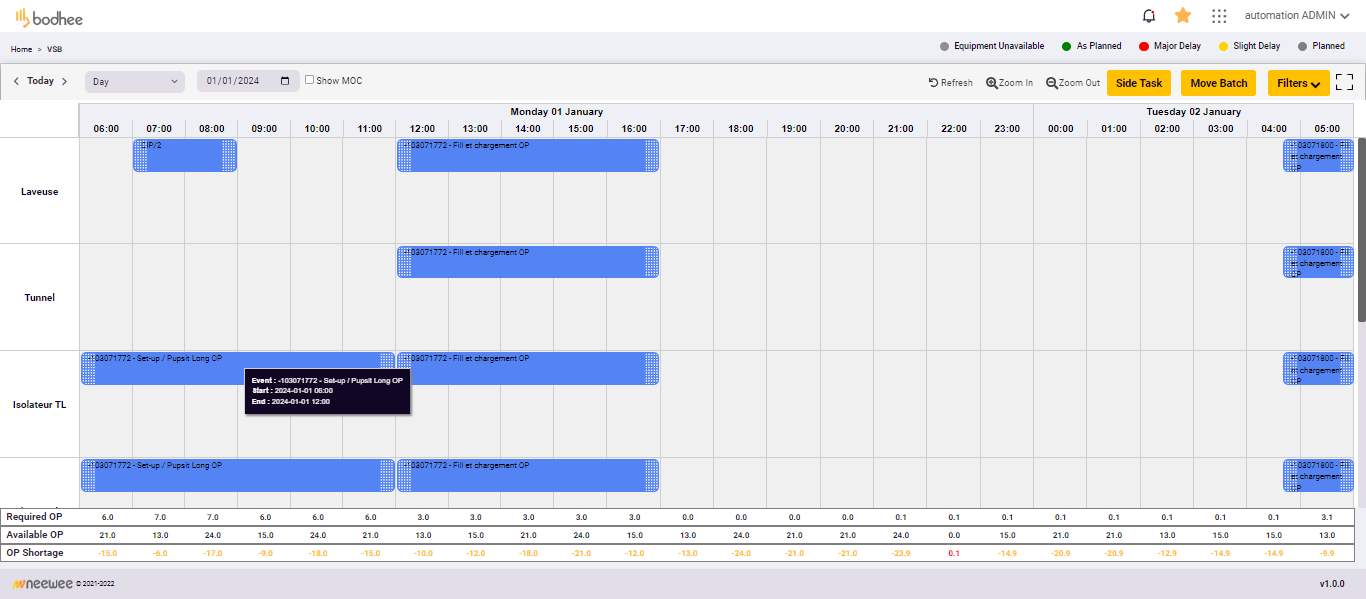 bodhee
automation ADMIN
Home > VSB
Equipment Unavailable As Planned Major Delay Slight Delay Planned
Today Day 01/01/2024 Show MOC Refresh Zoom In Zoom Out Side Task Move Batch Filters
Monday 01 January Tuesday 02 January
06:00 07:00 08:00 09:00 10:00 11:00 12:00 13:00 14:00 15:00 16:00 17:00 18:00 19:00 20:00 21:00 22:00 23:00 00:00 01:00 02:00 03:00 04:00 05:00
CIP/2 -103071772 - Fill et chargement OP -103071800 - Fill
et chargement
OP
Laveuse
-103071772 - Fill et chargement OP -103071800 - Fill
et chargement
OP
Tunnel
-103071772 - Set-up / Pupsit Long OP -103071772 - Fill et chargement OP -103071800 - Fill
et chargement
OP
Event : -103071772 - Set-up / Pupsit Long OP
Start : 2024-01-01 06:00
End : 2024-01-01 12:00
Isolateur TL
-103071772 - Set-up / Pupsit Long OP -103071772 - Fill et chargement OP -103071800 - Fill
et chargement
OP
Required OP 6.0 7.0 7.0 6.0 6.0 6.0 3.0 3.0 3.0 3.0 3.0 0.0 0.0 0.0 0.0 0.1 0.1 0.1 0.1 0.1 0.1 0.1 0.1 3.1
Available OP 21.0 13.0 24.0 15.0 24.0 21.0 13.0 15.0 21.0 24.0 15.0 13.0 24.0 21.0 21.0 24.0 0.0 15.0 21.0 21.0 13.0 15.0 15.0 13.0
OP Shortage -15.0 -6.0 -17.0 -9.0 -18.0 -15.0 -10.0 -12.0 -18.0 -21.0 -12.0 -13.0 -24.0 -21.0 -21.0 -23.9 0.1 -14.9 -20.9 -20.9 -12.9 -14.9 -14.9 -9.9
neewee © 2021-2022 v1.0.0